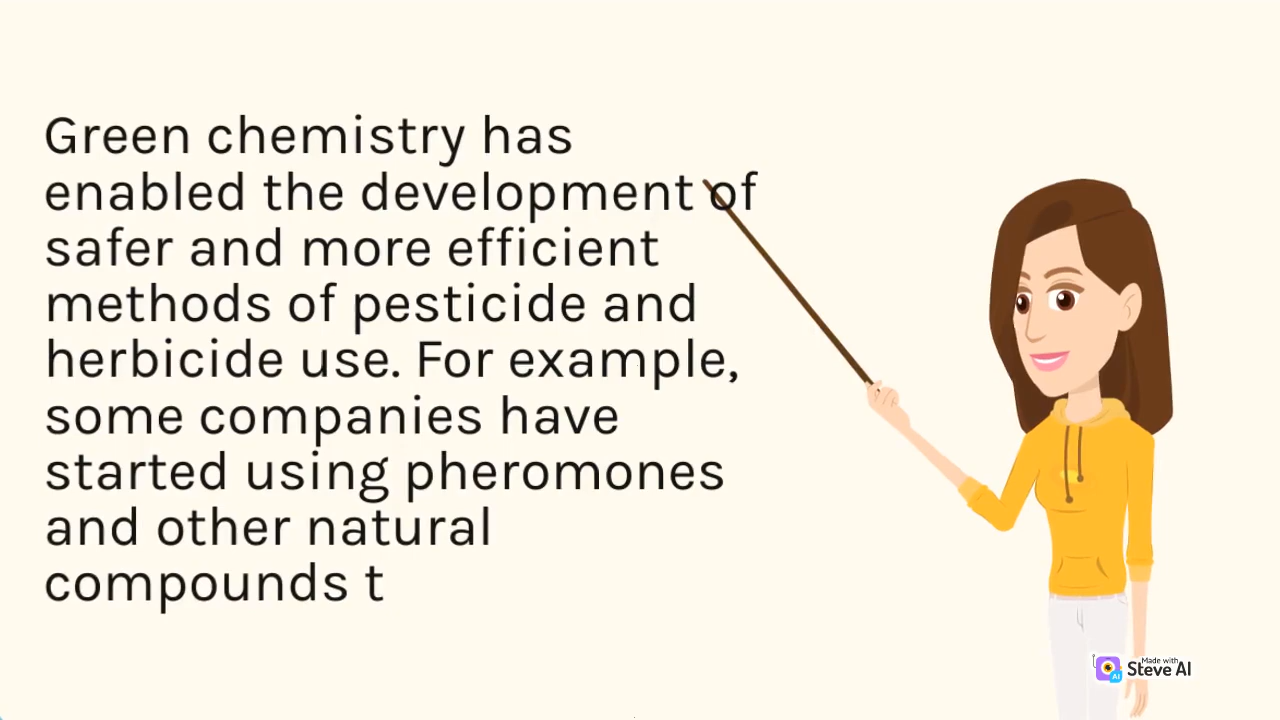 Green chemistry has
enabled the development of
safer and more efficient
methods of pesticide and
herbicide use. For example,
some companies have
started using pheromones
and other natural
compounds t
Made with
Steve AI
AI